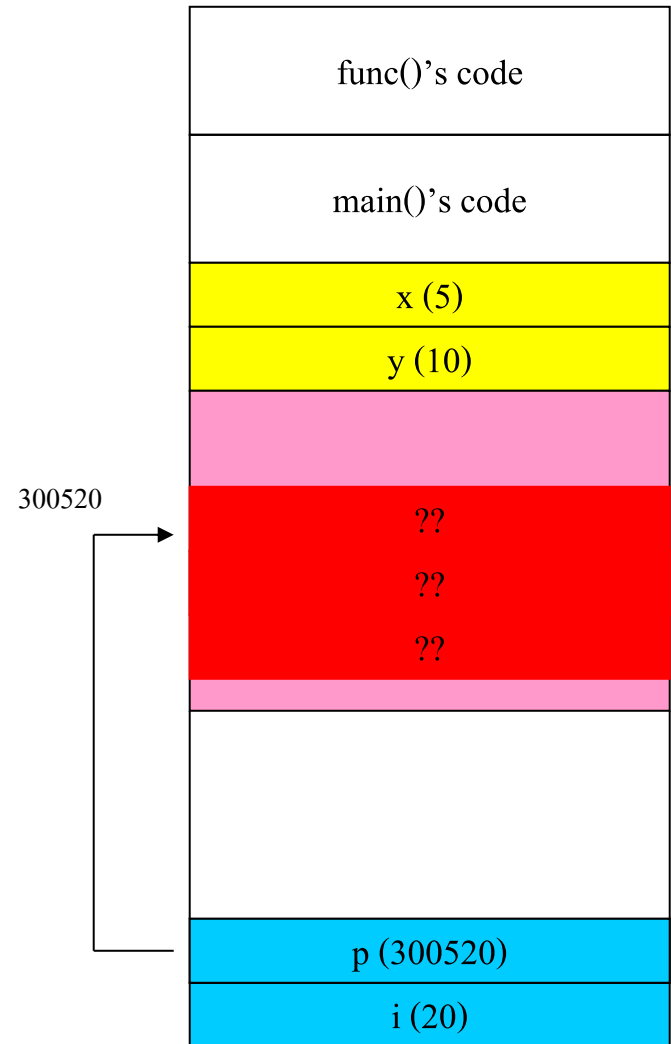 func()’s code
main()’s code
x (5)
y (10)
300520
??
??
??
p (300520)
i (20)